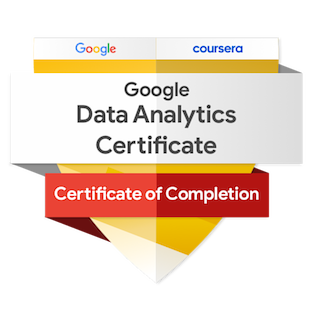 Google coursera
Google
Data Analytics
Certificate
Certificate of Completion